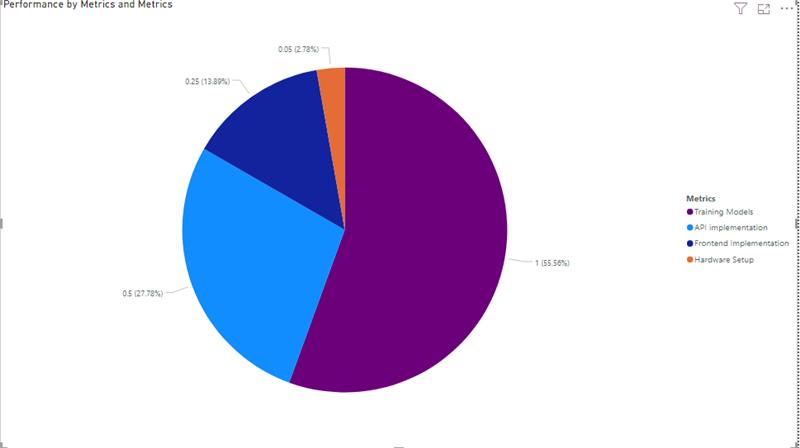 Performance by Metrics and Metrics
0.05 (2.78%)
0.25 (13.89%)
Metrics
Training Models
API implementation
Frontend Implementation
Hardware Setup
1 (55.56%)
0.5 (27.78%)